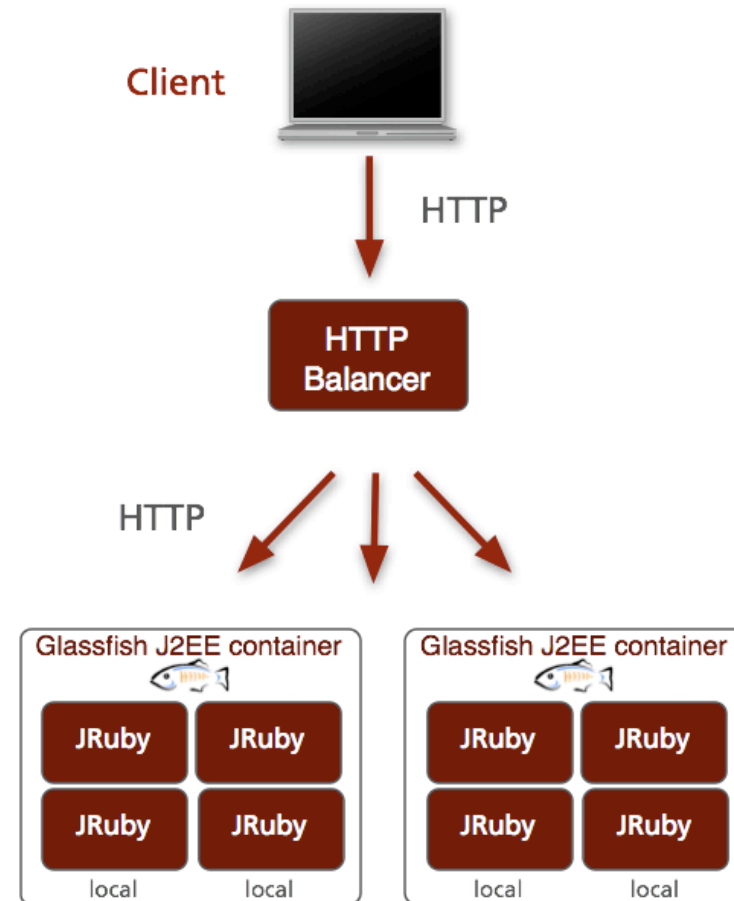 Client
HTTP
HTTP
Balancer
HTTP
Glassfish J2EE container
JRuby JRuby
JRuby JRuby
local local
Glassfish J2EE container
JRuby JRuby
JRuby JRuby
local local